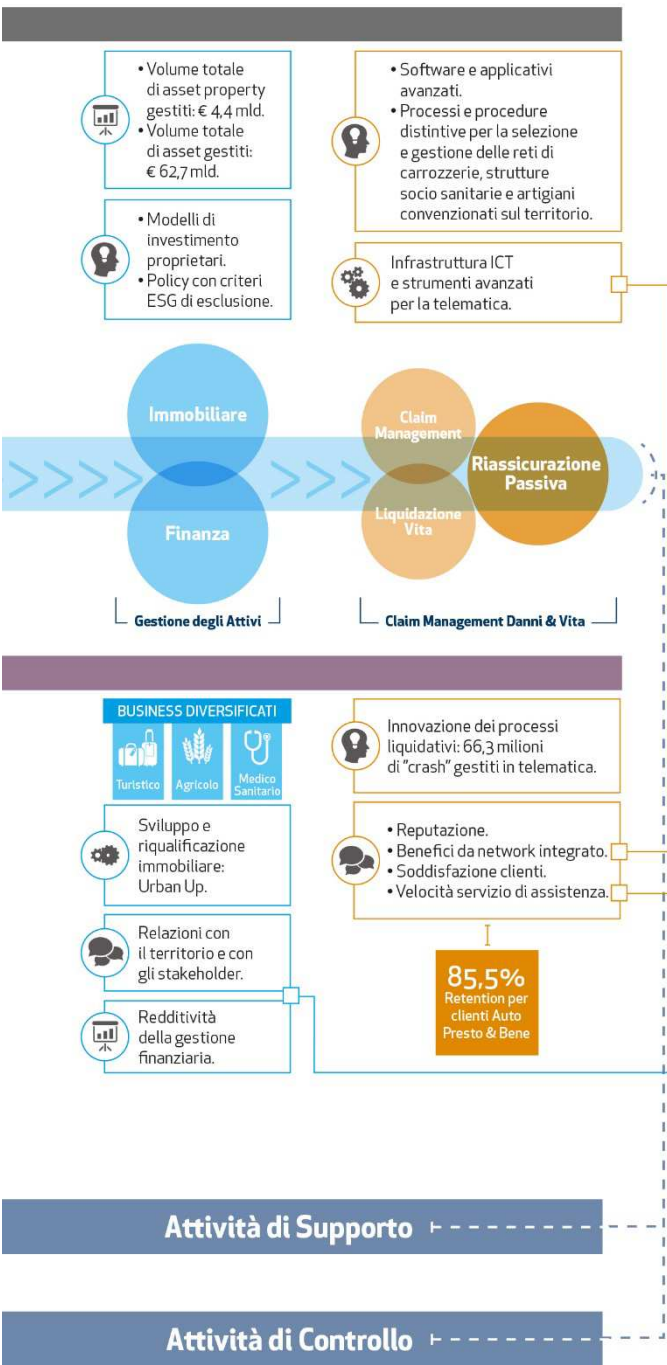 • Volume totale
di asset property
gestiti: € 4,4 mld.
• Volume totale
di asset gestiti:
€ 62,7 mld.
• Modelli di
investimento
proprietari.
• Policy con criteri
ESG di esclusione.
• Software e applicativi
avanzati.
• Processi e procedure
distintive per la selezione
e gestione delle reti di
carrozzerie, strutture
socio sanitarie e artigiani
convenzionati sul territorio.
Infrastruttura ICT
e strumenti avanzati
per la telematica.
Immobiliare
Finanza
Gestione degli Attivi
Claim
Management
Liquidazione
Vita
Riassicurazione
Passiva
Claim Management Danni & Vita
BUSINESS DIVERSIFICATI
Turistico
Agricolo
Medico
Sanitario
Sviluppo e
riqualificazione
immobiliare:
Urban Up.
Relazioni con
il territorio e con
gli stakeholder.
Redditività
della gestione
finanziaria.
Innovazione dei processi
liquidativi: 66,3 milioni
di "crash" gestiti in telematica.
• Reputazione.
• Benefici da network integrato.
• Soddisfazione clienti.
• Velocità servizio di assistenza.
85,5%
Retention per
clienti Auto
Presto & Bene
Attività di Supporto
Attività di Controllo